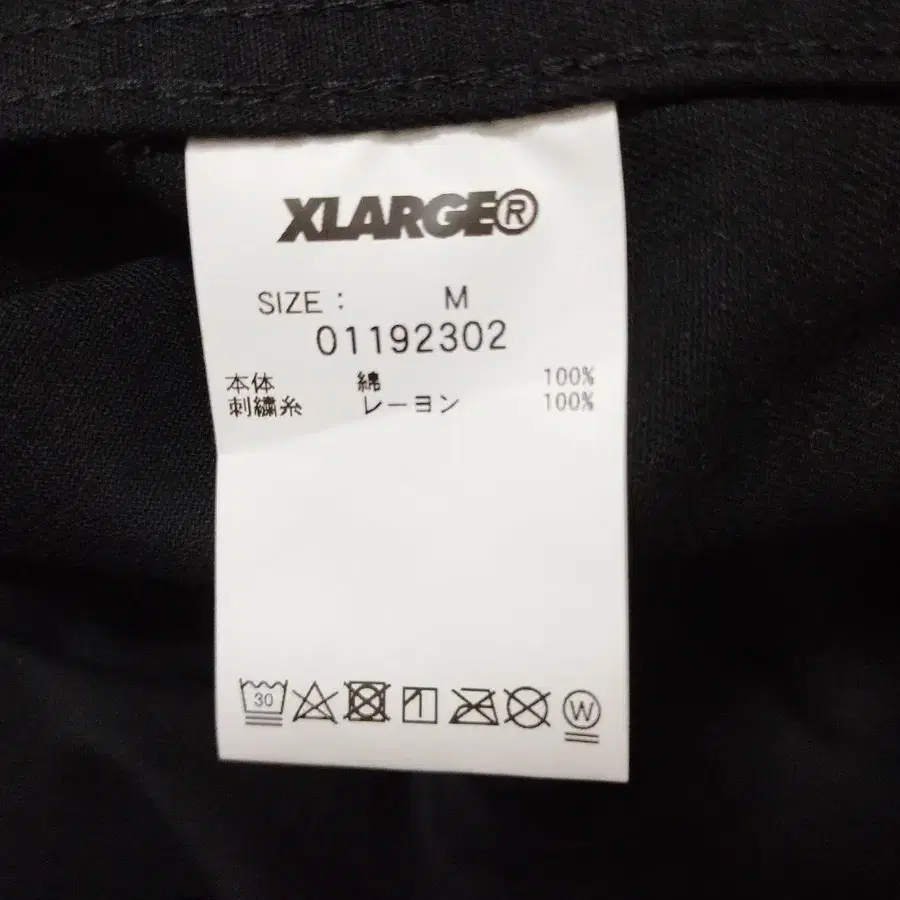 XLARGE®
SIZE : M
01192302
本体 綿 100%
刺繍糸 レーヨン 100%
30
W